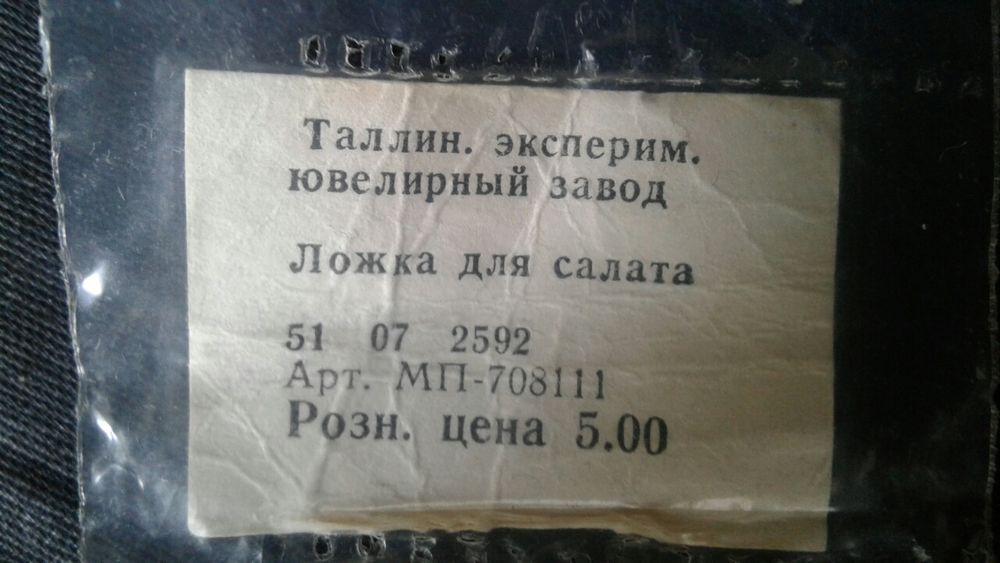 Таллин. эксперим.
ювелирный завод
Ложка для салата
51 07 2592
Арт. МП-708111
Розн. цена 5.00